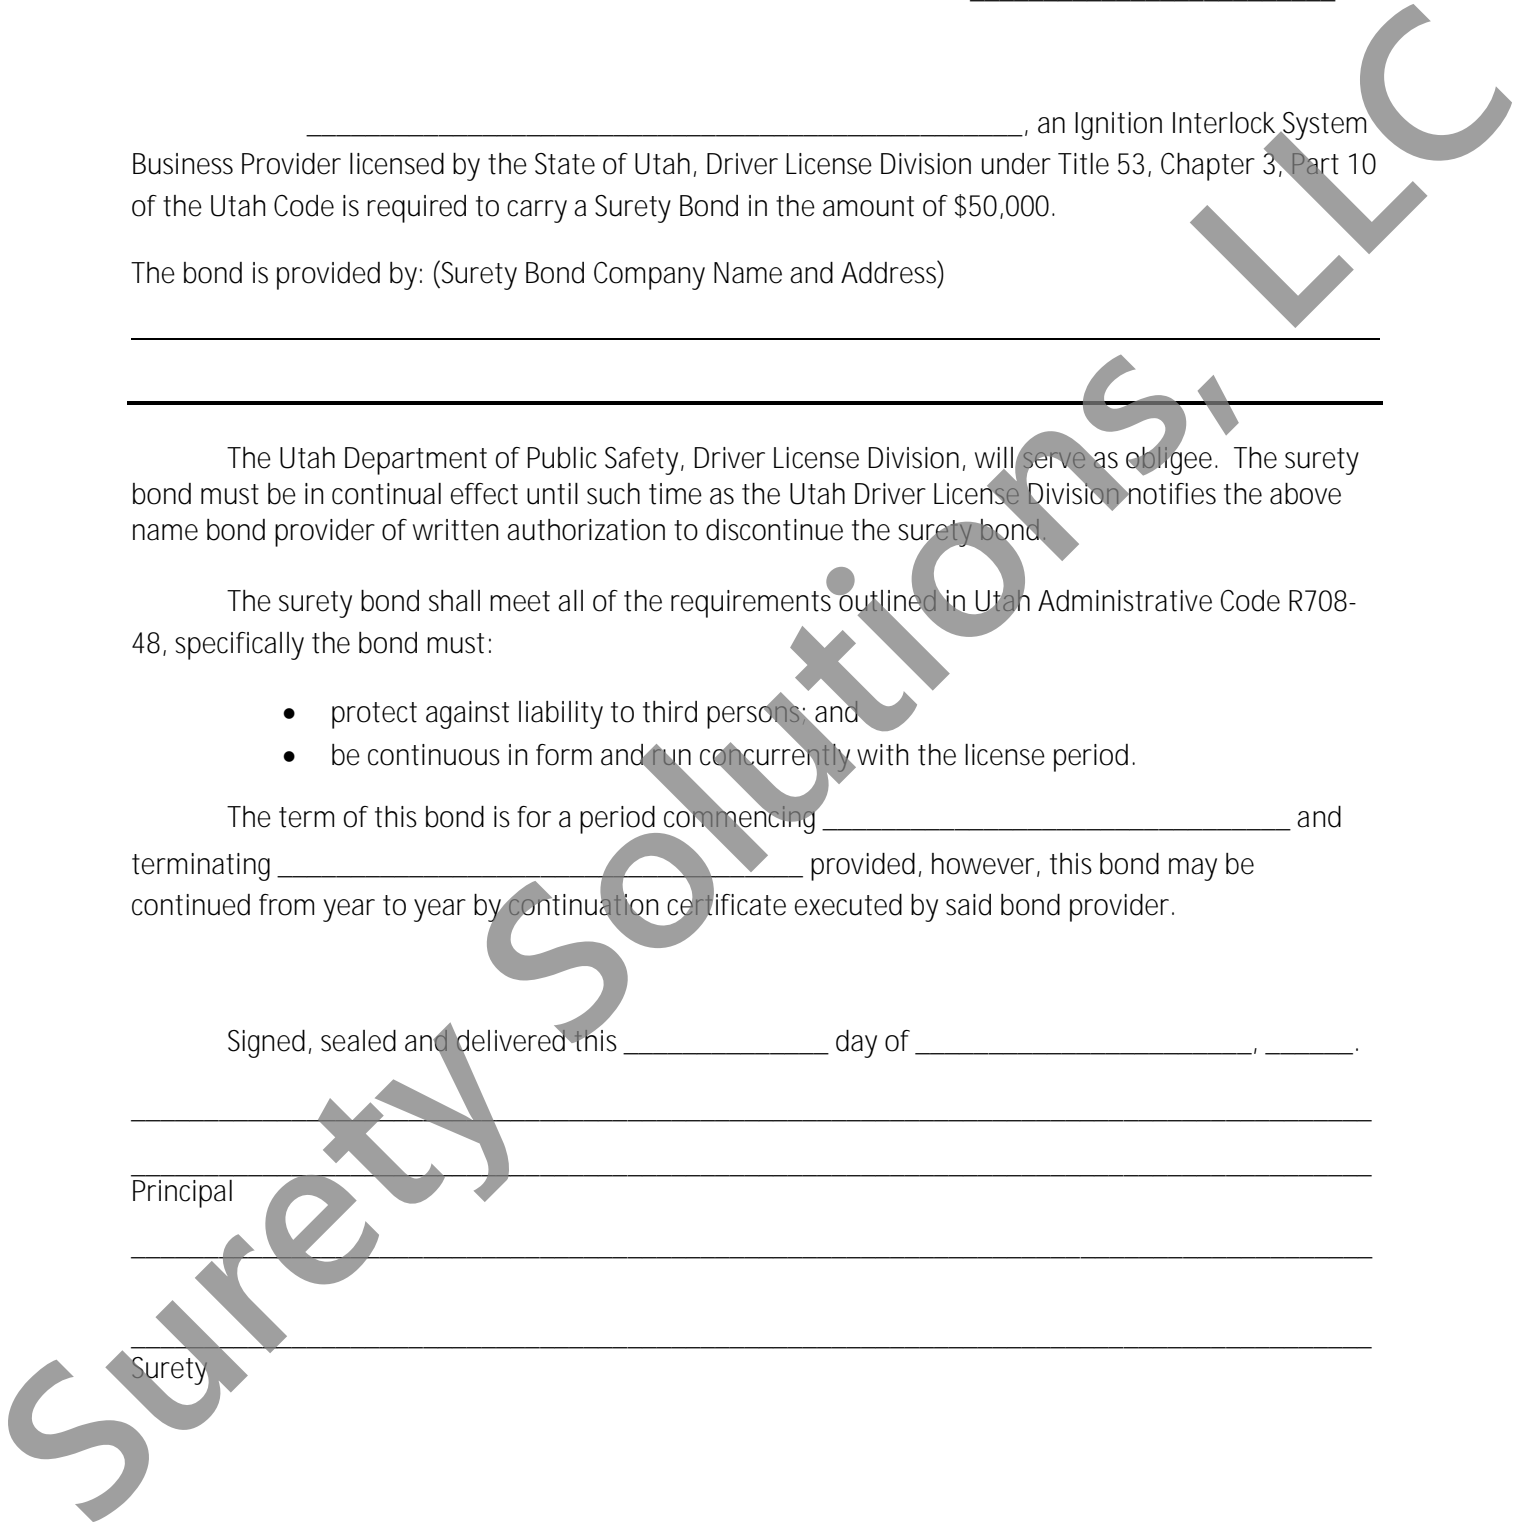 ____________________________________________, an Ignition Interlock System
Business Provider licensed by the State of Utah, Driver License Division under Title 53, Chapter 3, Part 10
of the Utah Code is required to carry a Surety Bond in the amount of $50,000.
The bond is provided by: (Surety Bond Company Name and Address)
The Utah Department of Public Safety, Driver License Division, will serve as obligee. The surety
bond must be in continual effect until such time as the Utah Driver License Division notifies the above
name bond provider of written authorization to discontinue the surety bond.
The surety bond shall meet all of the requirements outlined in Utah Administrative Code R708-
48, specifically the bond must:
• protect against liability to third persons; and
• be continuous in form and run concurrently with the license period.
The term of this bond is for a period commencing ________________________________ and
terminating ____________________________________ provided, however, this bond may be
continued from year to year by continuation certificate executed by said bond provider.
Signed, sealed and delivered this ______________ day of _______________________, ______.
Principal
Surety
Surety Solutions, LLC